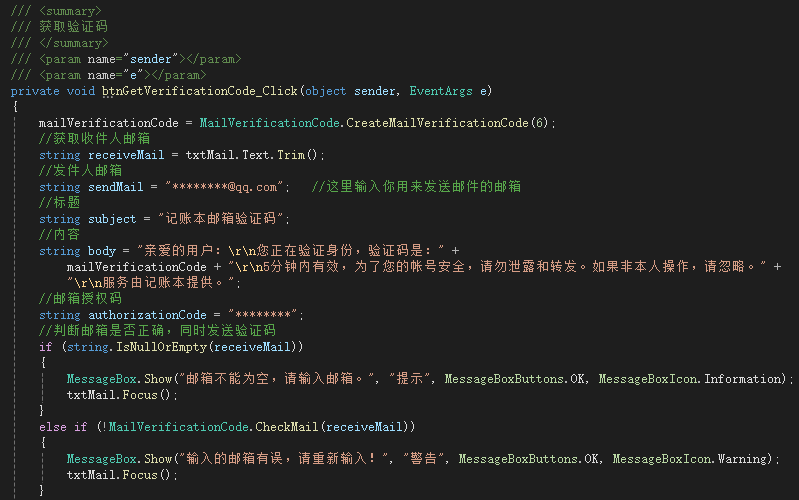 /// <summary>
/// 获取验证码
/// </summary>
/// <param name="sender"></param>
/// <param name="e"></param>
private void btnGetVerificationCode_Click(object sender, EventArgs e)
{
mailVerificationCode = MailVerificationCode.CreateMailVerificationCode(6);
//获取收件人邮箱
string receiveMail = txtMail.Text.Trim();
//发件人邮箱
string sendMail = "********@qq.com"; //这里输入你用来发送邮件的邮箱
//标题
string subject = "记账本邮箱验证码";
//内容
string body = "亲爱的用户：\r\n您正在验证身份，验证码是：" +
mailVerificationCode + "\r\n5分钟内有效，为了您的帐号安全，请勿泄露和转发。如果非本人操作，请忽略。" +
"\r\n服务由记账本提供。";
//邮箱授权码
string authorizationCode = "********";
//判断邮箱是否正确，同时发送验证码
if (string.IsNullOrEmpty(receiveMail))
{
MessageBox.Show("邮箱不能为空，请输入邮箱。", "提示", MessageBoxButtons.OK, MessageBoxIcon.Information);
txtMail.Focus();
}
else if (!MailVerificationCode.CheckMail(receiveMail))
{
MessageBox.Show("输入的邮箱有误，请重新输入！", "警告", MessageBoxButtons.OK, MessageBoxIcon.Warning);
txtMail.Focus();
}